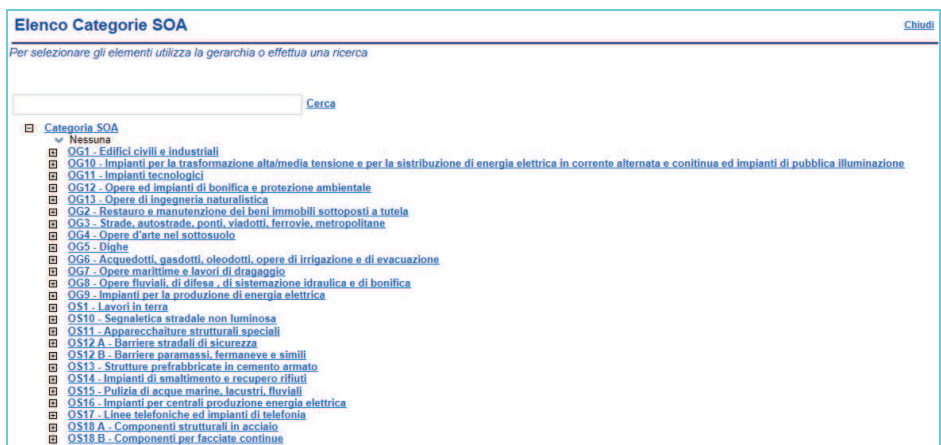 Elenco Categorie SOA
Chiudi
Per selezionare gli elementi utilizza la gerarchia o effettua una ricerca
Cerca
Categoria SOA
Nessuna
OG1 - Edifici civili e industriali
OG10 - Impianti per la trasformazione alta/media tensione e per la sistribuzione di energia elettrica in corrente alternata e conitinua ed impianti di pubblica illuminazione
OG11 - Impianti tecnologici
OG12 - Opere ed impianti di bonifica e protezione ambientale
OG13 - Opere di ingegneria naturalistica
OG2 - Restauro e manutenzione dei beni immobili sottoposti a tutela
OG3 - Strade, autostrade, ponti, viadotti, ferrovie, metropolitane
OG4 - Opere d'arte nel sottosuolo
OG5 - Dighe
OG6 - Acquedotti, gasdotti, oleodotti, opere di irrigazione e di evacuazione
OG7 - Opere marittime e lavori di dragaggio
OG8 - Opere fluviali, di difesa , di sistemazione idraulica e di bonifica
OG9 - Impianti per la produzione di energia elettrica
OS1 - Lavori in terra
OS10 - Segnaletica stradale non luminosa
OS11 - Apparecchaiture strutturali speciali
OS12 A - Barriere stradali di sicurezza
OS12 B - Barriere paramassi, fermaneve e simili
OS13 - Strutture prefrabbricate in cemento armato
OS14 - Impianti di smaltimento e recupero rifiuti
OS15 - Pulizia di acque marine, lacustri, fluviali
OS16 - Impianti per centrali produzione energia elettrica
OS17 - Linee telefoniche ed impianti di telefonia
OS18 A - Componenti strutturali in acciaio
OS18 B - Componenti per facciate continue